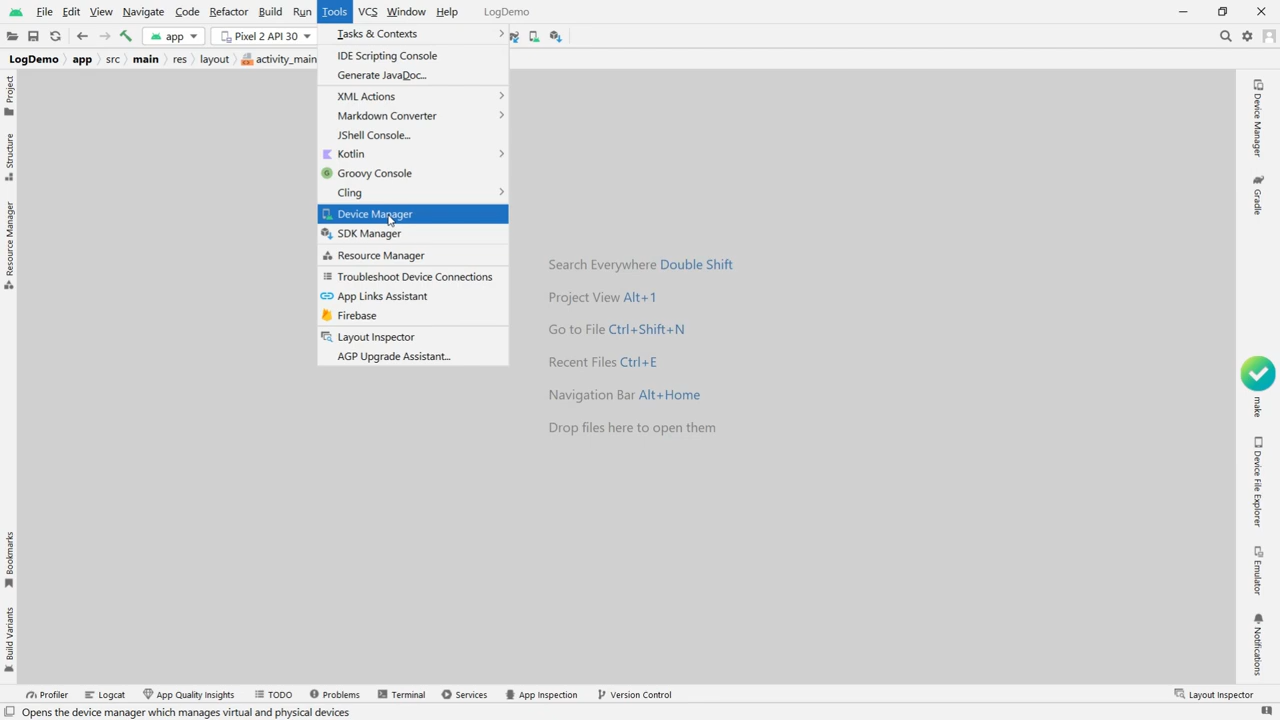 File Edit View Navigate Code Refactor Build Run Tools VCS Window Help LogDemo
app Pixel 2 API 30
LogDemo app src main res layout activity_main
Tasks & Contexts
IDE Scripting Console
Generate JavaDoc...
XML Actions
Markdown Converter
JShell Console...
Kotlin
Groovy Console
Cling
Device Manager
SDK Manager
Resource Manager
Troubleshoot Device Connections
App Links Assistant
Firebase
Layout Inspector
AGP Upgrade Assistant...
Search Everywhere Double Shift
Project View Alt+1
Go to File Ctrl+Shift+N
Recent Files Ctrl+E
Navigation Bar Alt+Home
Drop files here to open them
Project
Structure
Resource Manager
Bookmarks
Build Variants
Device Manager
Gradle
make
Device File Explorer
Emulator
Notifications
Profiler Logcat App Quality Insights TODO Problems Terminal Services App Inspection Version Control Layout Inspector
Opens the device manager which manages virtual and physical devices